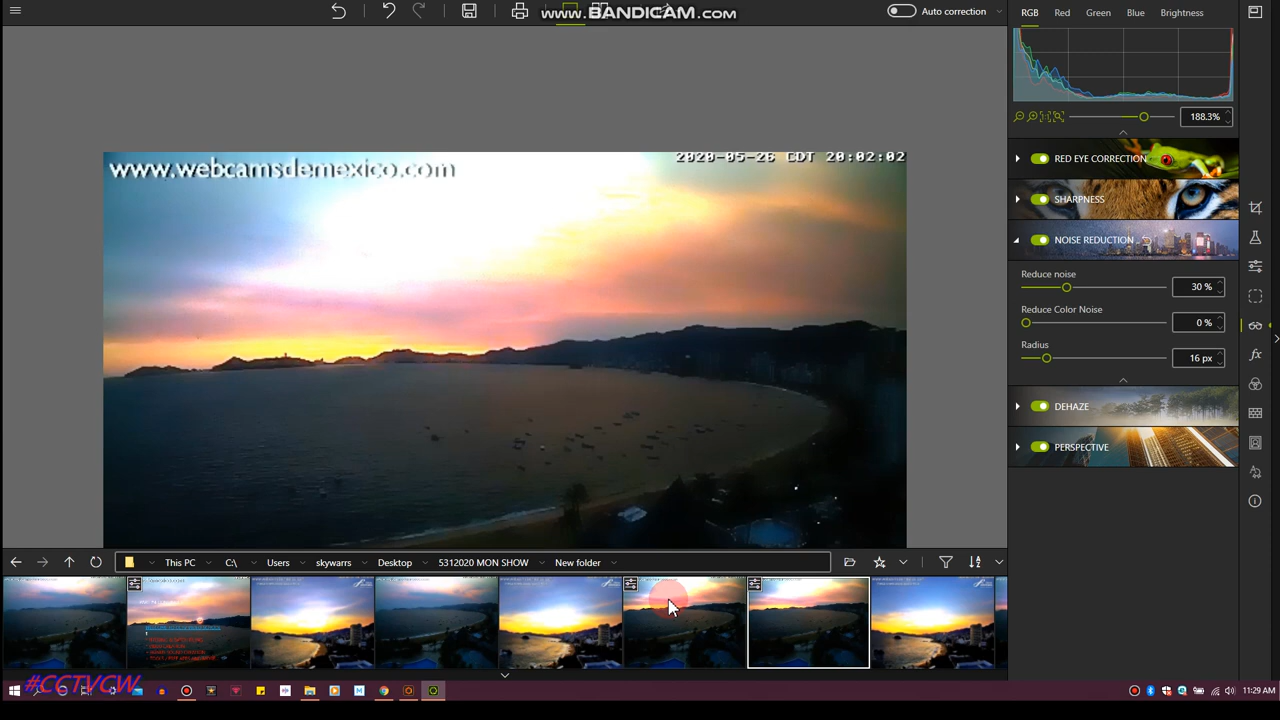 www.BANDICAM.com
Auto correction
RGB Red Green Blue Brightness
188.3%
RED EYE CORRECTION
SHARPNESS
NOISE REDUCTION
Reduce noise
30 %
Reduce Color Noise
0 %
Radius
16 px
DEHAZE
PERSPECTIVE
www.webcamsdemexico.com
2020-05-26 CDT 20:02:02
This PC C:\ Users skywarrs Desktop 5312020 MON SHOW New folder
#CCTVCW
11:29 AM